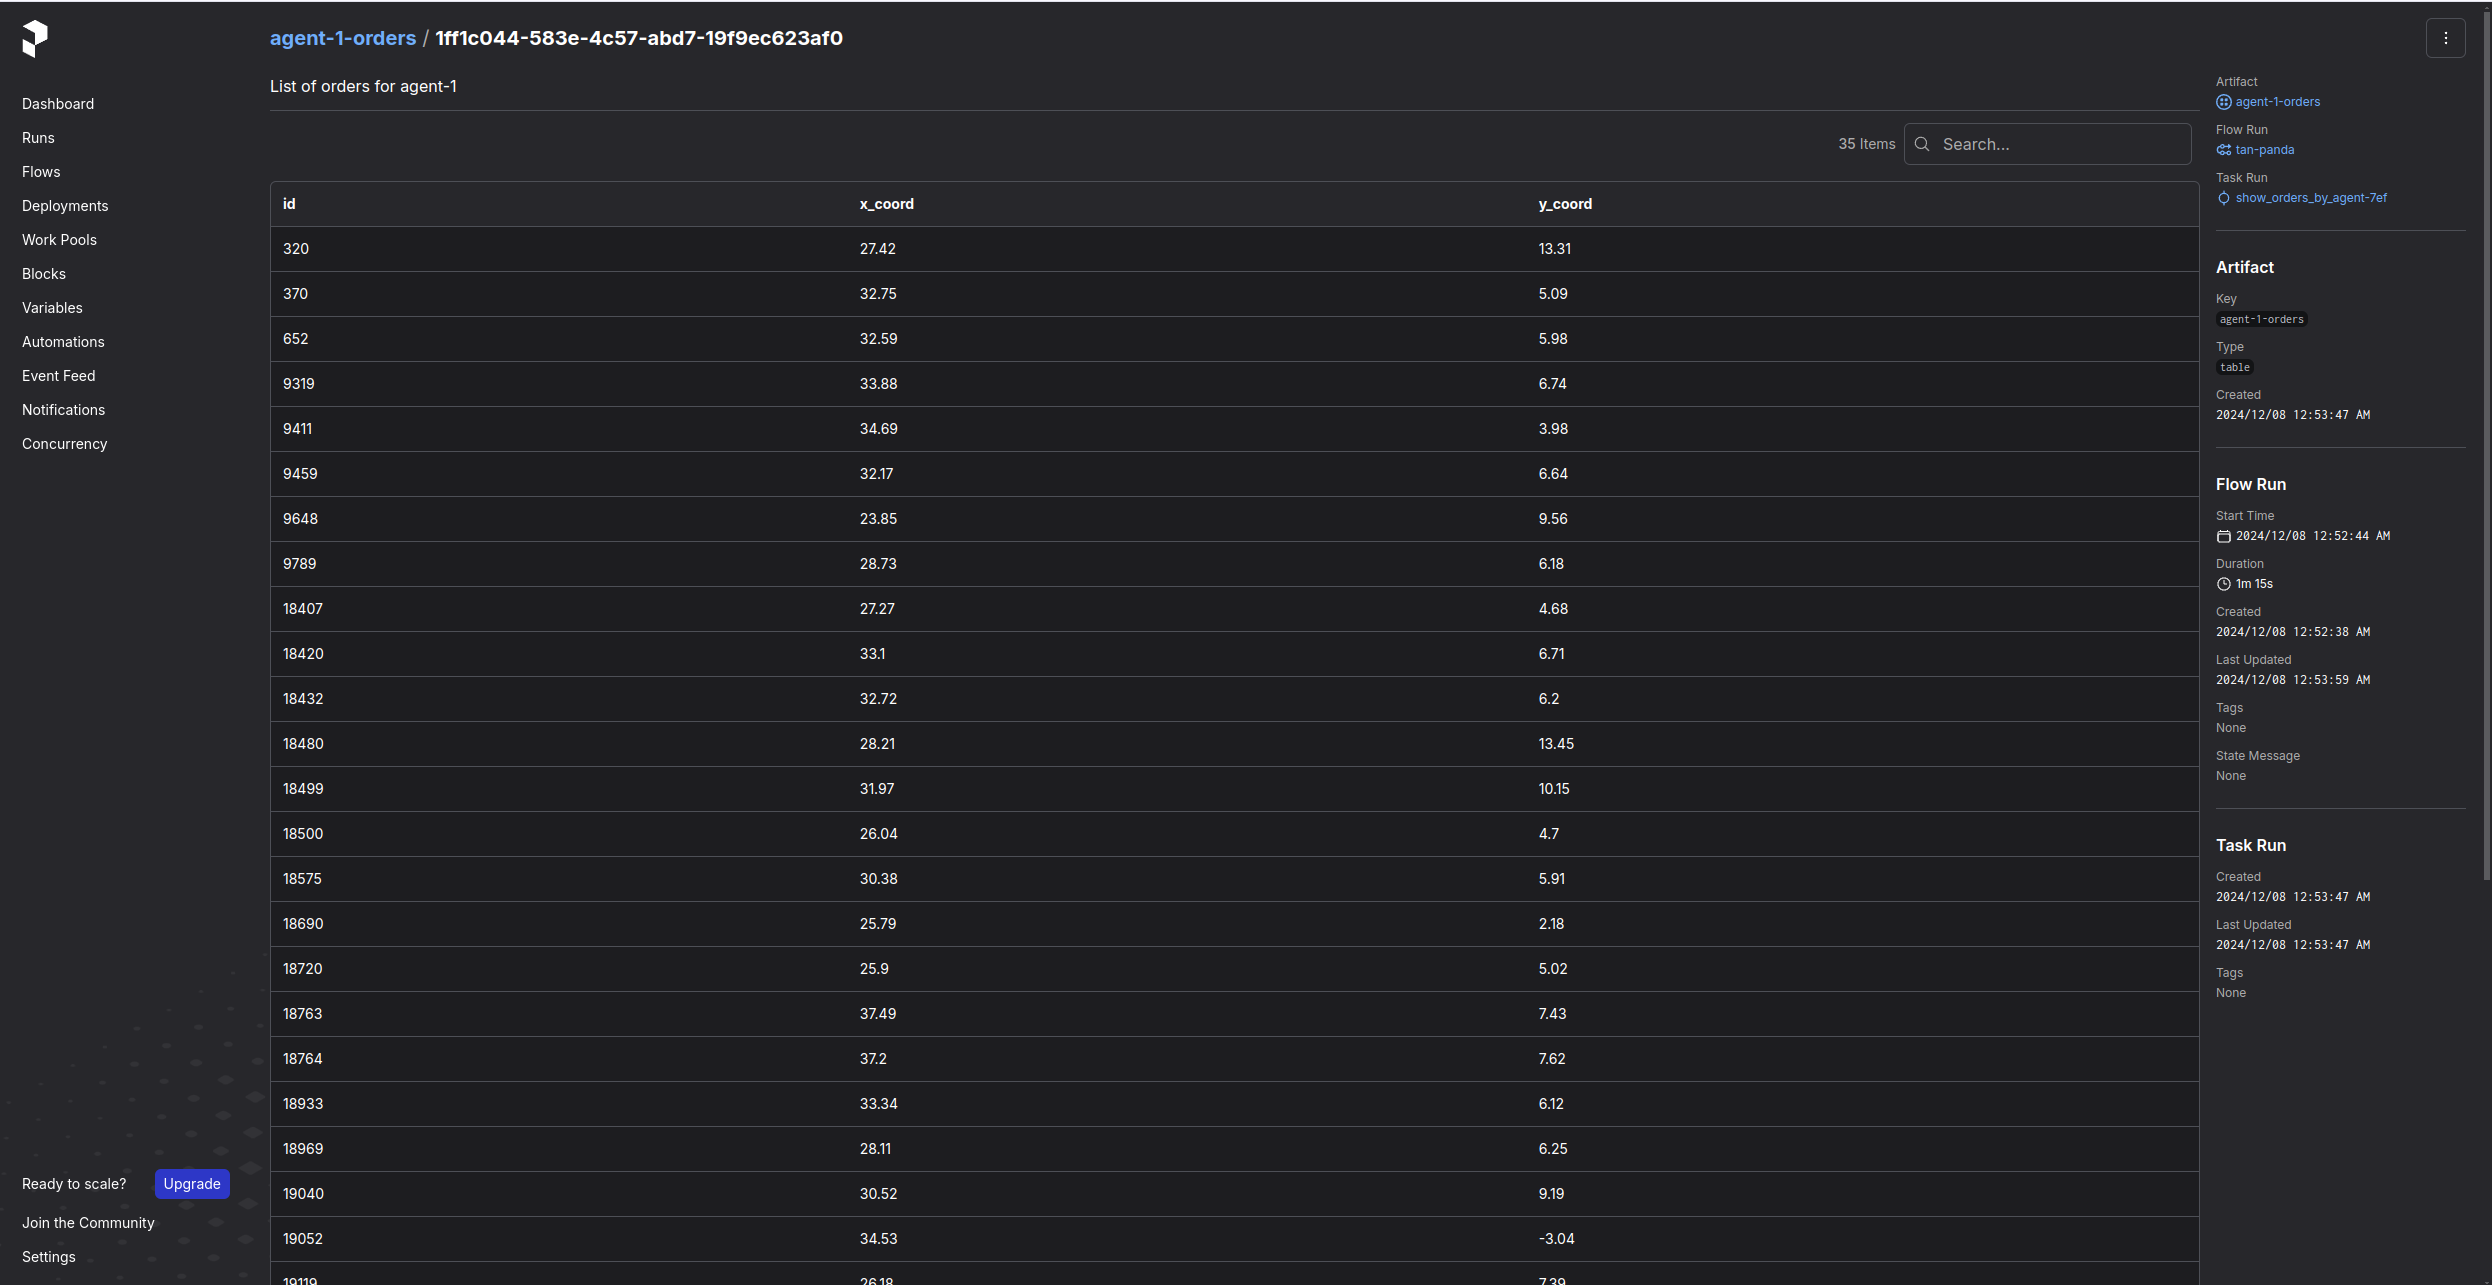 agent-1-orders / 1ff1c044-583e-4c57-abd7-19f9ec623af0
List of orders for agent-1
Dashboard
Runs
Flows
Deployments
Work Pools
Blocks
Variables
Automations
Event Feed
Notifications
Concurrency
Ready to scale? Upgrade
Join the Community
Settings
35 Items Search...
id x_coord y_coord
320 27.42 13.31
370 32.75 5.09
652 32.59 5.98
9319 33.88 6.74
9411 34.69 3.98
9459 32.17 6.64
9648 23.85 9.56
9789 28.73 6.18
18407 27.27 4.68
18420 33.1 6.71
18432 32.72 6.2
18480 28.21 13.45
18499 31.97 10.15
18500 26.04 4.7
18575 30.38 5.91
18690 25.79 2.18
18720 25.9 5.02
18763 37.49 7.43
18764 37.2 7.62
18933 33.34 6.12
18969 28.11 6.25
19040 30.52 9.19
19052 34.53 -3.04
19119 26.18 7.39
Artifact
agent-1-orders
Flow Run
tan-panda
Task Run
show_orders_by_agent-7ef
Artifact
Key
agent-1-orders
Type
table
Created
2024/12/08 12:53:47 AM
Flow Run
Start Time
2024/12/08 12:52:44 AM
Duration
1m 15s
Created
2024/12/08 12:52:38 AM
Last Updated
2024/12/08 12:53:59 AM
Tags
None
State Message
None
Task Run
Created
2024/12/08 12:53:47 AM
Last Updated
2024/12/08 12:53:47 AM
Tags
None